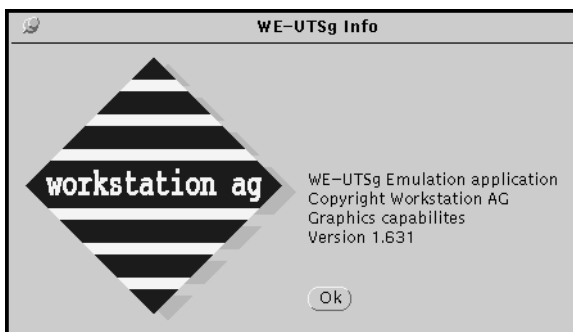 WE-UTSg Info
workstation ag
WE-UTSg Emulation application
Copyright Workstation AG
Graphics capabilites
Version 1.631
Ok